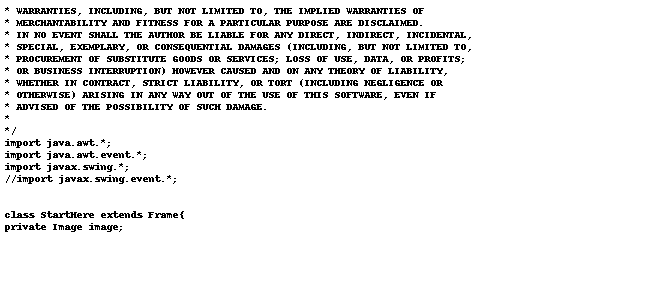 * WARRANTIES, INCLUDING, BUT NOT LIMITED TO, THE IMPLIED WARRANTIES OF
* MERCHANTABILITY AND FITNESS FOR A PARTICULAR PURPOSE ARE DISCLAIMED.
* IN NO EVENT SHALL THE AUTHOR BE LIABLE FOR ANY DIRECT, INDIRECT, INCIDENTAL,
* SPECIAL, EXEMPLARY, OR CONSEQUENTIAL DAMAGES (INCLUDING, BUT NOT LIMITED TO,
* PROCUREMENT OF SUBSTITUTE GOODS OR SERVICES; LOSS OF USE, DATA, OR PROFITS;
* OR BUSINESS INTERRUPTION) HOWEVER CAUSED AND ON ANY THEORY OF LIABILITY,
* WHETHER IN CONTRACT, STRICT LIABILITY, OR TORT (INCLUDING NEGLIGENCE OR
* OTHERWISE) ARISING IN ANY WAY OUT OF THE USE OF THIS SOFTWARE, EVEN IF
* ADVISED OF THE POSSIBILITY OF SUCH DAMAGE.
*
*/
import java.awt.*;
import java.awt.event.*;
import javax.swing.*;
//import javax.swing.event.*;
class StartHere extends Frame{
private Image image;